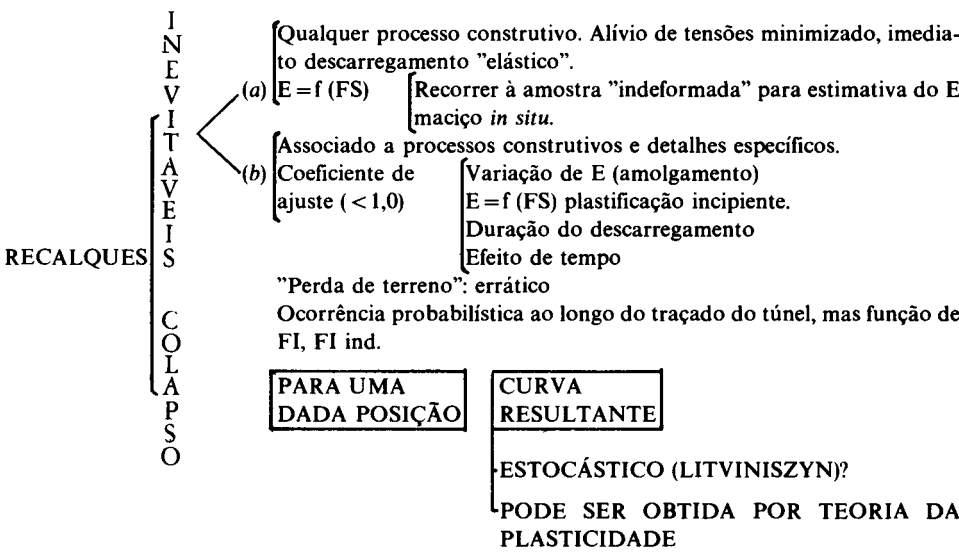 RECALQUES
INEVITÁVEIS
(a) Qualquer processo construtivo. Alívio de tensões minimizado, imedia-
to descarregamento "elástico".
E = f (FS)
Recorrer à amostra "indeformada" para estimativa do E
maciço in situ.
(b) Associado a processos construtivos e detalhes específicos.
Coeficiente de
ajuste (<1,0)
Variação de E (amolgamento)
E = f (FS) plastificação incipiente.
Duração do descarregamento
Efeito de tempo
COLAPSO
"Perda de terreno": errático
Ocorrência probabilística ao longo do traçado do túnel, mas função de
FI, FI ind.
PARA UMA
DADA POSIÇÃO
CURVA
RESULTANTE
ESTOCÁSTICO (LITVINISZYN)?
PODE SER OBTIDA POR TEORIA DA
PLASTICIDADE